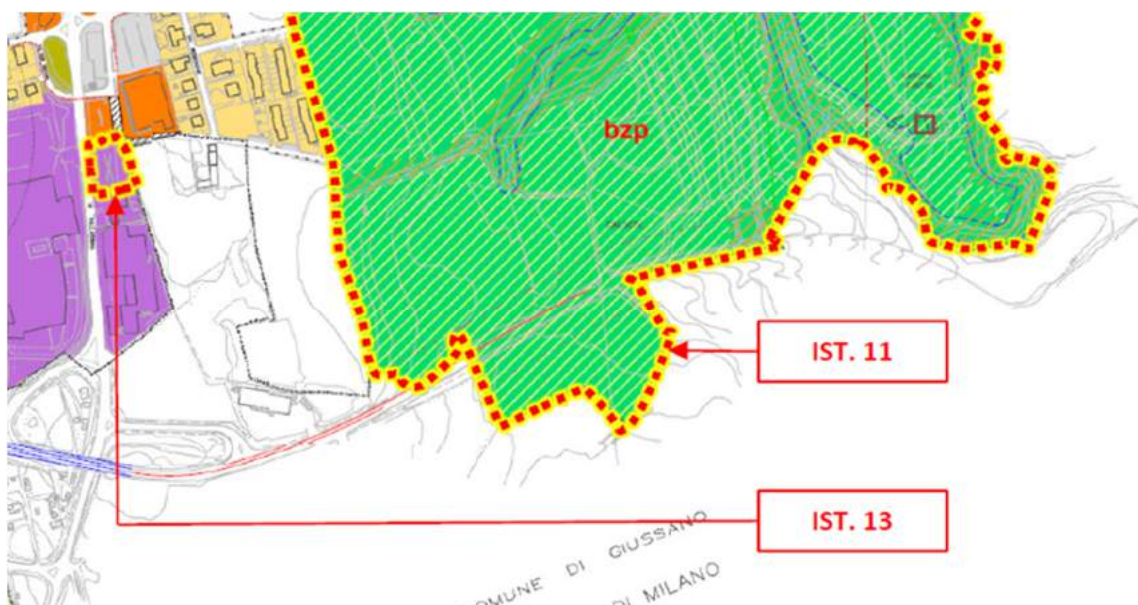 bzp
IST. 11
IST. 13
COMUNE DI GIUSSANO
DI MILANO